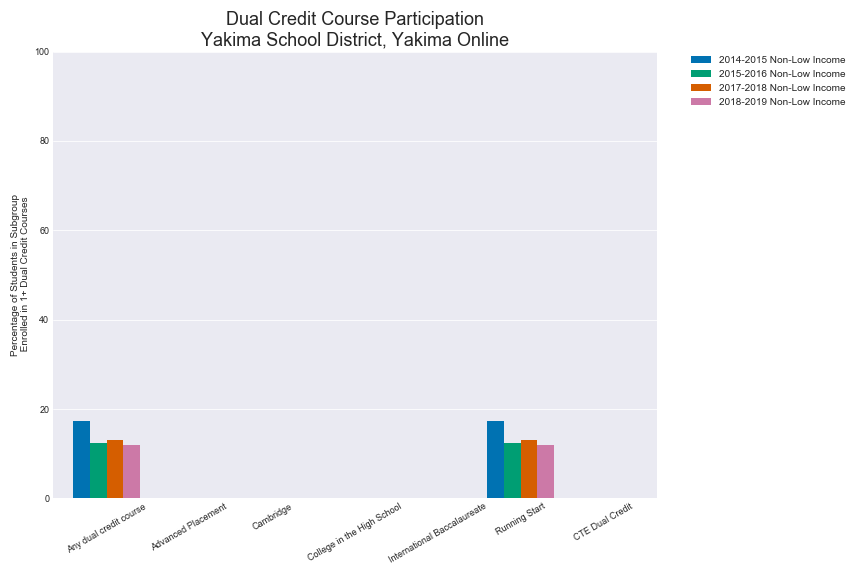 Dual Credit Course Participation
Yakima School District, Yakima Online
2014-2015 Non-Low Income
2015-2016 Non-Low Income
2017-2018 Non-Low Income
2018-2019 Non-Low Income
Percentage of Students in Subgroup
Enrolled in 1+ Dual Credit Courses
100
80
60
40
20
0
Any dual credit course
Advanced Placement
Cambridge
College in the High School
International Baccalaureate
Running Start
CTE Dual Credit